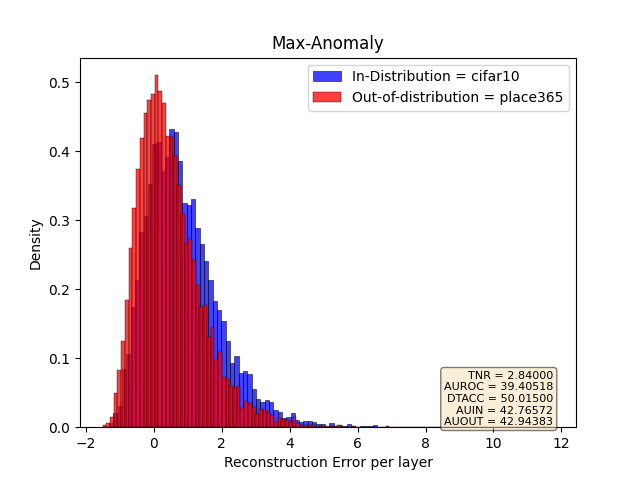 Max-Anomaly
In-Distribution = cifar10
Out-of-distribution = place365
Density
0.5
0.4
0.3
0.2
0.1
0.0
TNR = 2.84000
AUROC = 39.40518
DTACC = 50.01500
AUIN = 42.76572
AUOUT = 42.94383
−2 0 2 4 6 8 10 12
Reconstruction Error per layer